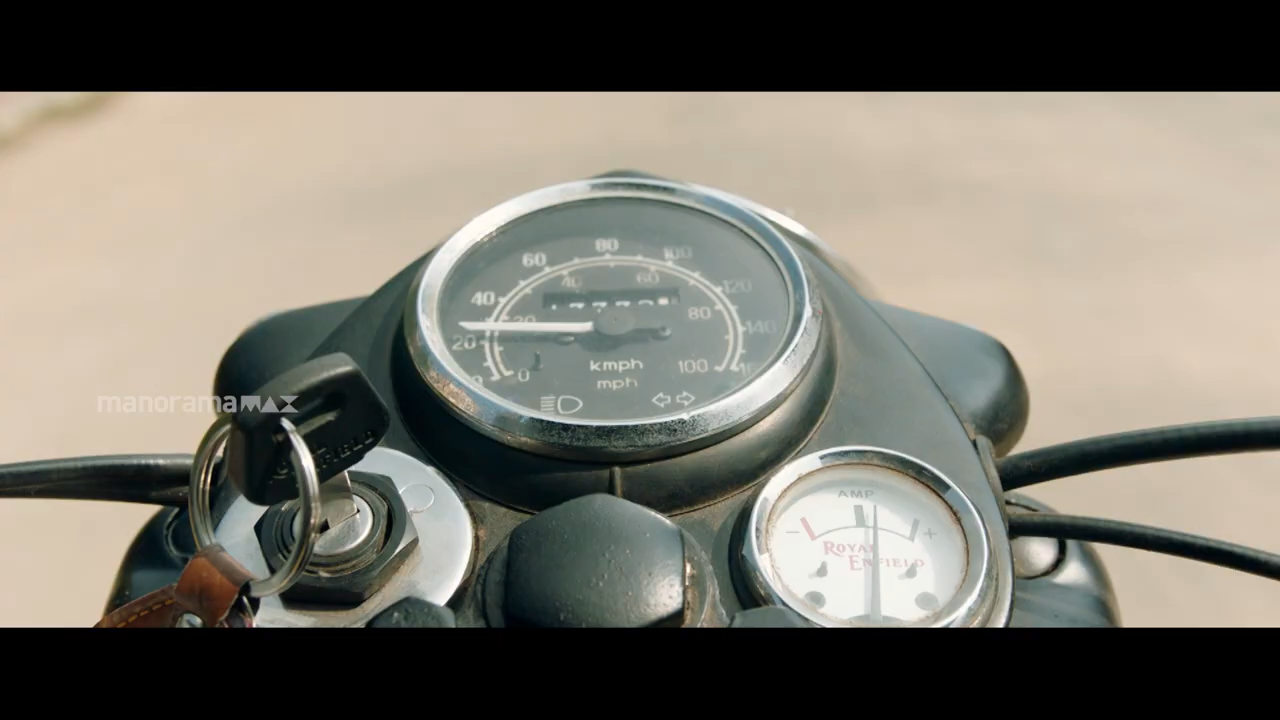 80
60
100
40
60
120
40
20
80
140
20
0
100
kmph
mph
manoramaMAX
ENFIELD
AMP
- +
ROYAL
ENFIELD